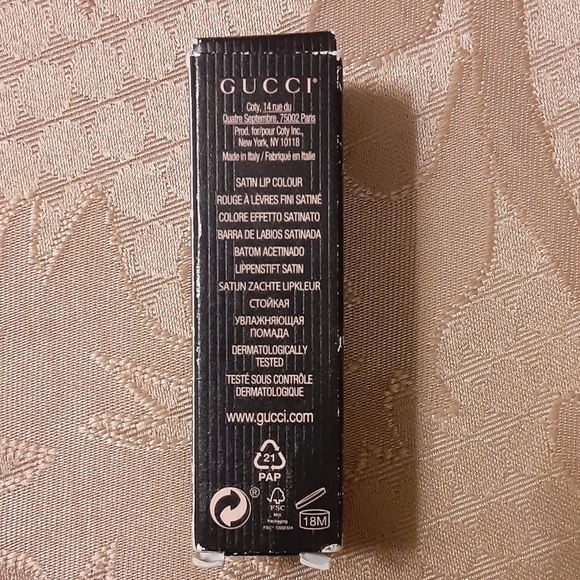 GUCCI®
Coty, 14 rue du
Quatre Septembre, 75002 Paris
Prod. for/pour Coty Inc.,
New York, NY 10118
Made in Italy / Fabriqué en Italie
SATIN LIP COLOUR
ROUGE À LÈVRES FINI SATINÉ
COLORE EFFETTO SATINATO
BARRA DE LABIOS SATINADA
BATOM ACETINADO
LIPPENSTIFT SATIN
SATIJN ZACHTE LIPKLEUR
СТОЙКАЯ
УВЛАЖНЯЮЩАЯ
ПОМАДА
DERMATOLOGICALLY
TESTED
TESTÉ SOUS CONTRÔLE
DERMATOLOGIQUE
www.gucci.com
21
PAP
®
FSC
MIX
Packaging
18M